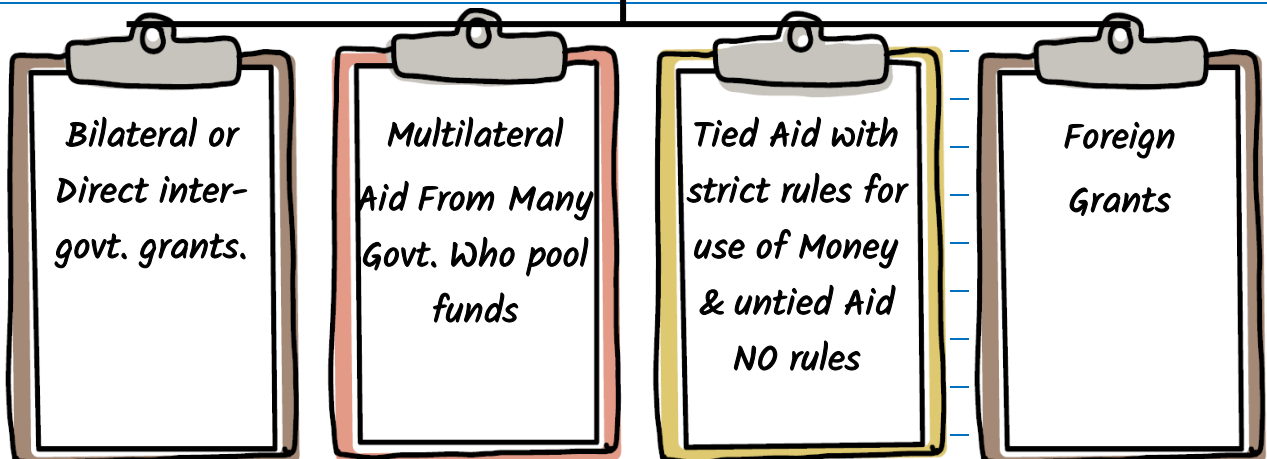 Bilateral or
Direct inter-
govt. grants.
Multilateral
Aid From Many
Govt. Who pool
funds
Tied Aid with
strict rules for
use of Money
& untied Aid
NO rules
Foreign
Grants